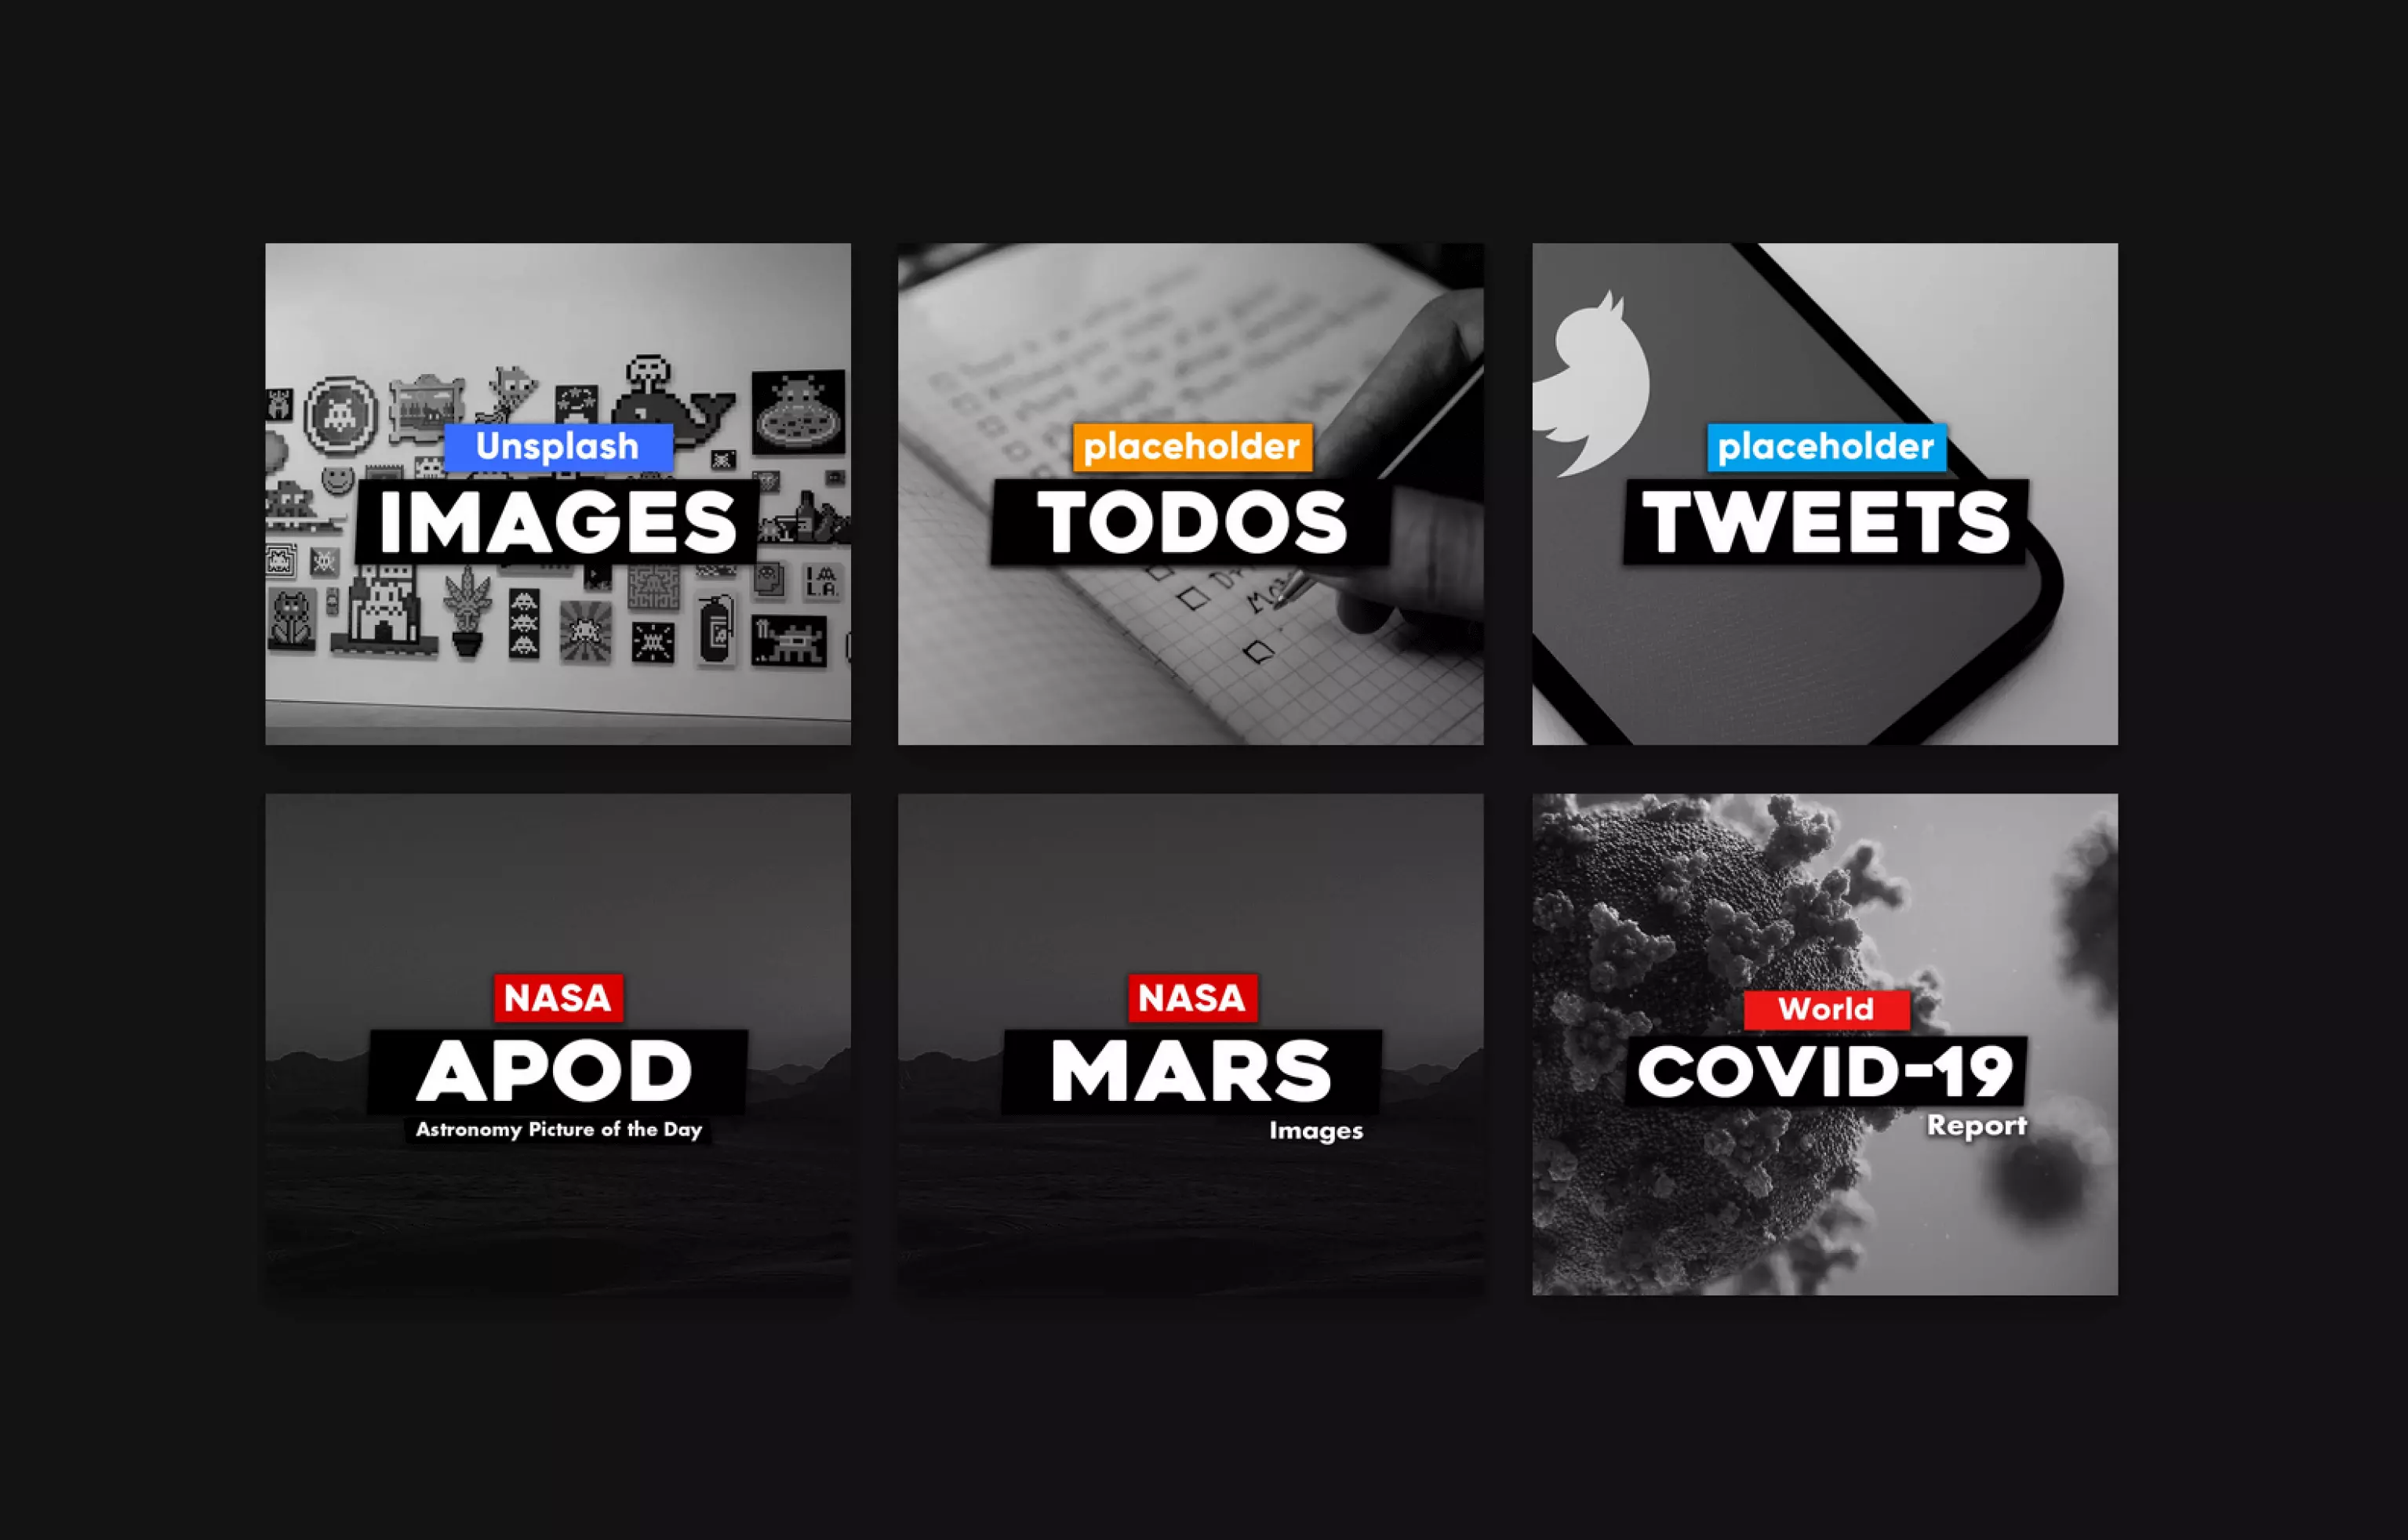 Unsplash
IMAGES
placeholder
TODOS
placeholder
TWEETS
NASA
APOD
Astronomy Picture of the Day
NASA
MARS
Images
World
COVID-19
Report